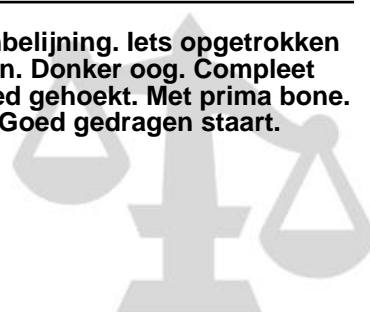 belijning. Iets opgetrokken
n. Donker oog. Compleet
ed gehoekt. Met prima bone.
Goed gedragen staart.